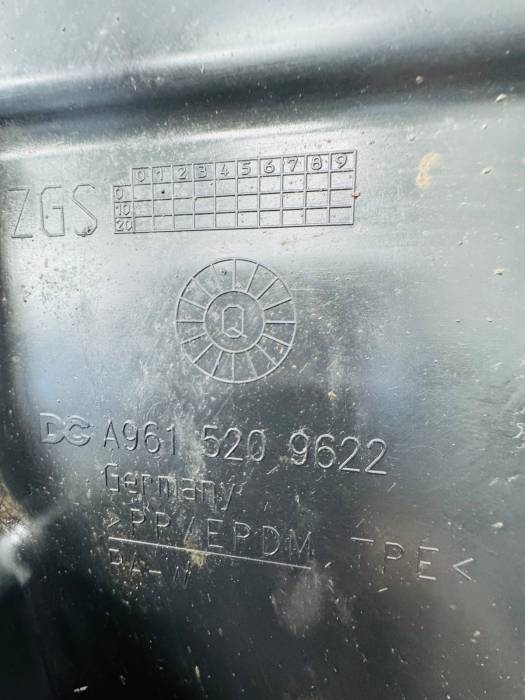 0 1 2 3 4 5 6 7 8 9
ZGS
0
10
20
Q
DC A961 520 9622
Germany
>PP/EPDM TPE<
PA-W